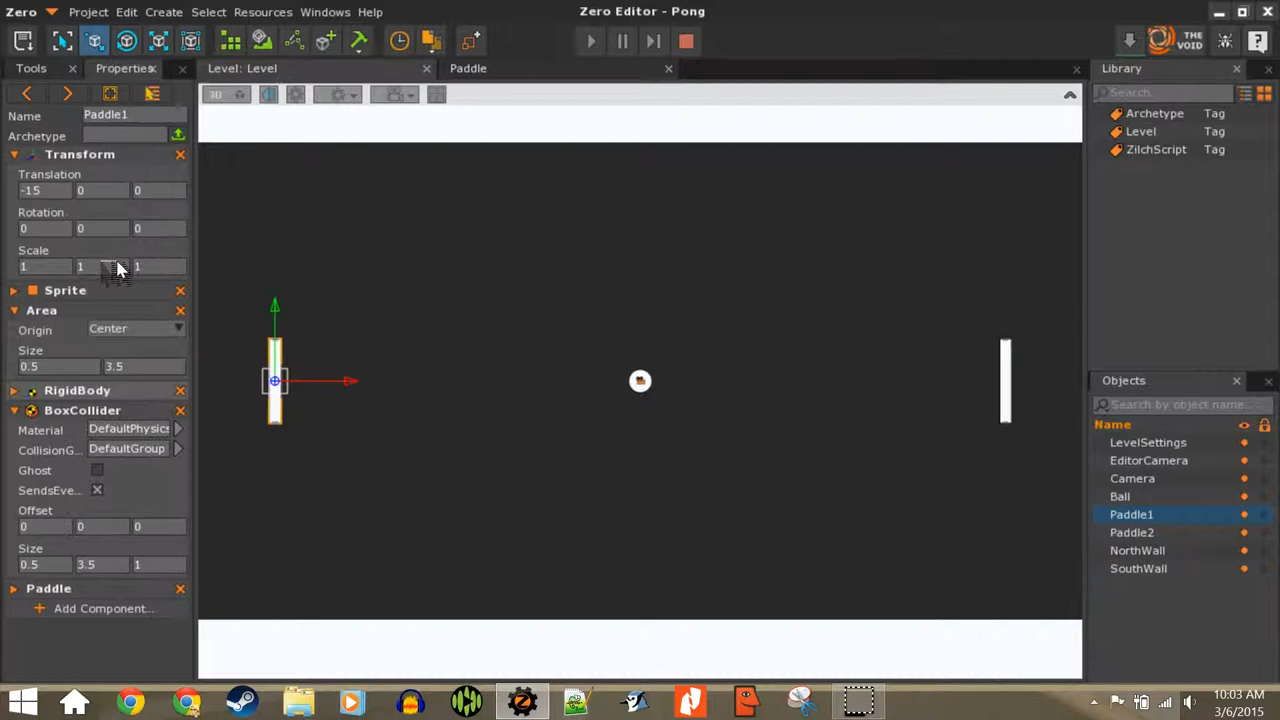 Zero Project Edit Create Select Resources Windows Help Zero Editor - Pong
THE VOID
Tools Properties Level: Level Paddle Library
3D
Search...
Name Paddle1
Archetype
Archetype Tag
Level Tag
ZilchScript Tag
Transform
Translation
-15 0 0
Rotation
0 0 0
Scale
1 1 1
Sprite
Area
Origin Center
Size
0.5 3.5
RigidBody
BoxCollider
Material DefaultPhysics
CollisionG... DefaultGroup
Ghost
SendsEve...
Offset
0 0 0
Size
0.5 3.5 1
Paddle
Add Component...
Objects
Search by object name...
Name
LevelSettings
EditorCamera
Camera
Ball
Paddle1
Paddle2
NorthWall
SouthWall
10:03 AM
3/6/2015